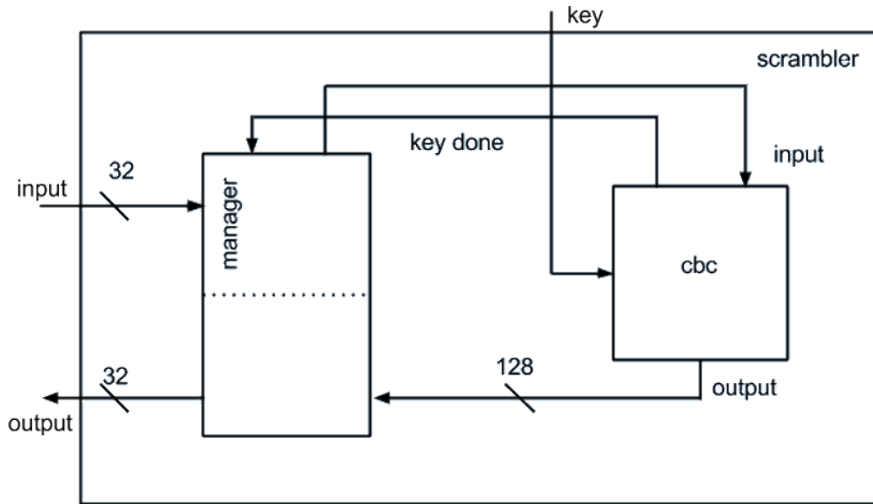 key
scrambler
key done
input
32
input
manager
cbc
128
32
output
output